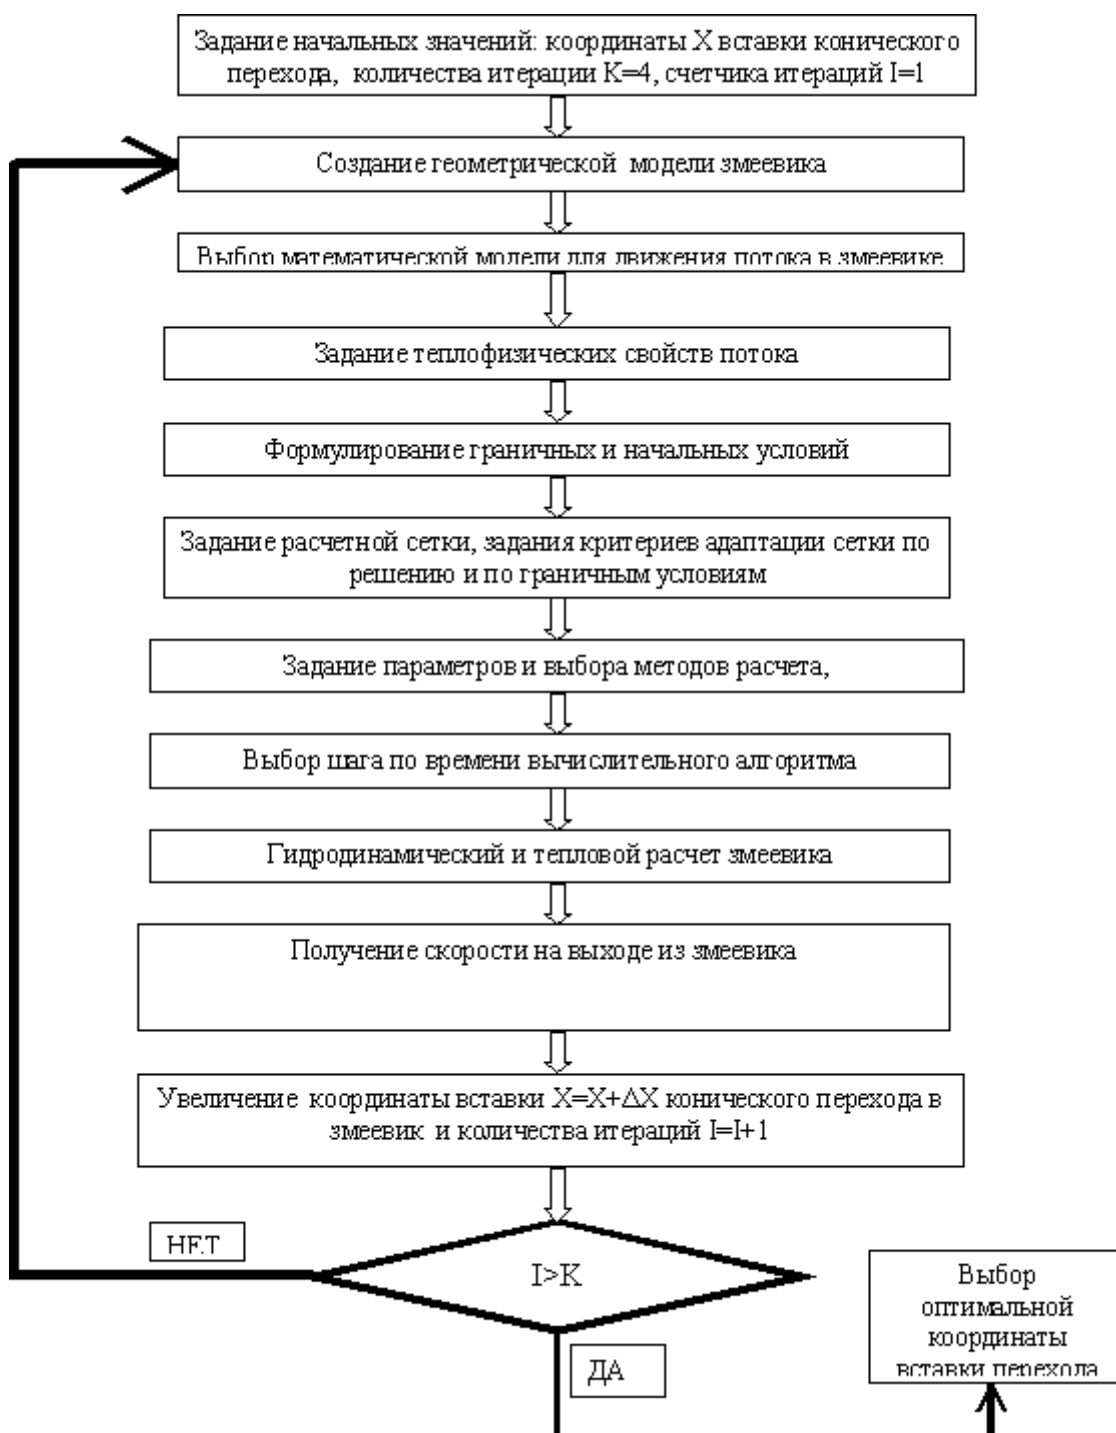 Задание начальных значений: координаты X вставки конического
перехода, количества итерации K=4, счетчика итераций I=1
Создание геометрической модели змеевика
Выбор математической модели для движения потока в змеевике
Задание теплофизических свойств потока
Формулирование граничных и начальных условий
Задание расчетной сетки, задания критериев адаптации сетки по
решению и по граничным условиям
Задание параметров и выбора методов расчета,
Выбор шага по времени вычислительного алгоритма
Гидродинамический и тепловой расчет змеевика
Получение скорости на выходе из змеевика
Увеличение координаты вставки X=X+ΔX конического перехода в
змеевик и количества итераций I=I+1
НЕТ
I>K
ДА
Выбор
оптимальной
координаты
вставки перехода